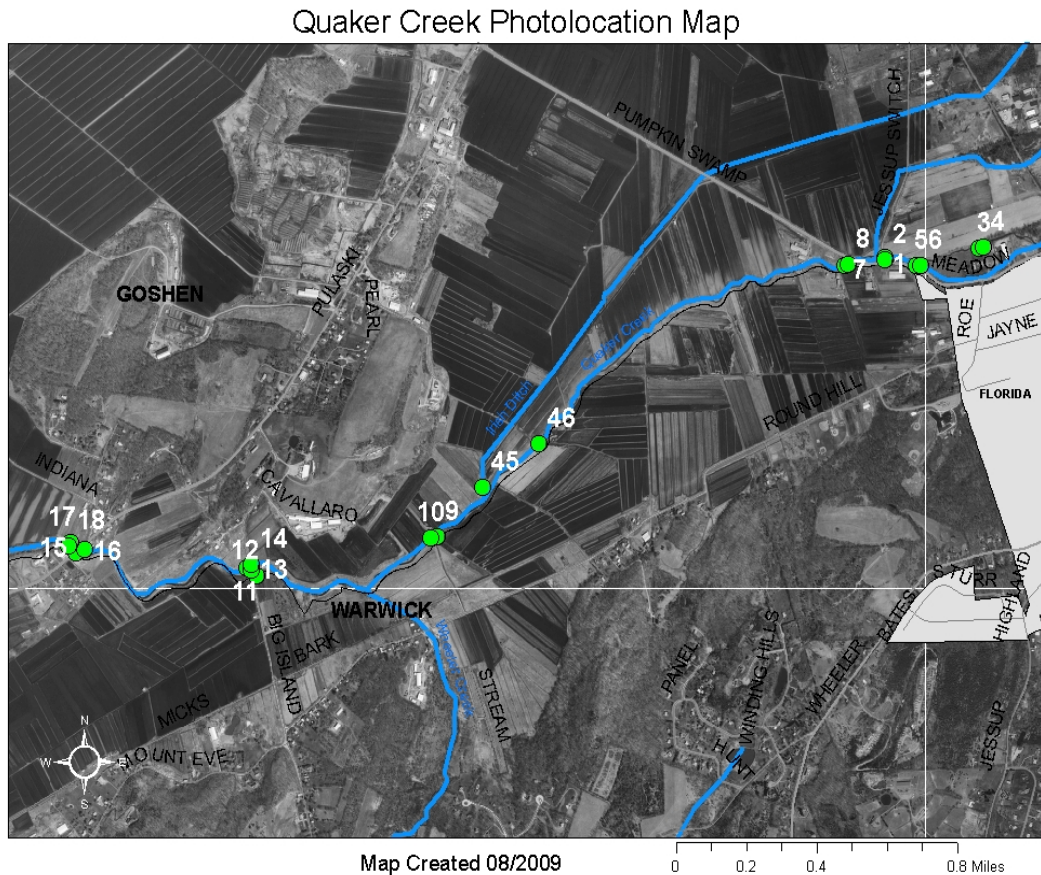 Quaker Creek Photolocation Map
PUMPKIN SWAMP
JESSUP SWITCH
34
8
2
56
7
1
MEADOW
GOSHEN
PULASKI
PEARL
ROE
JAYNE
FLORIDA
Quaker Creek
Irish Ditch
ROUND HILL
46
45
INDIANA
CAVALLARO
109
17
18
15
16
12
14
13
11
WARWICK
BIG ISLAND
BARK
MICKS
MOUNT EVE
STREAM
PANEL
WINDING HILLS
HUNT
WHEELER
BATES
STURR
HIGHLAND
JESSUP
N
W
E
S
Map Created 08/2009
0
0.2
0.4
0.8 Miles